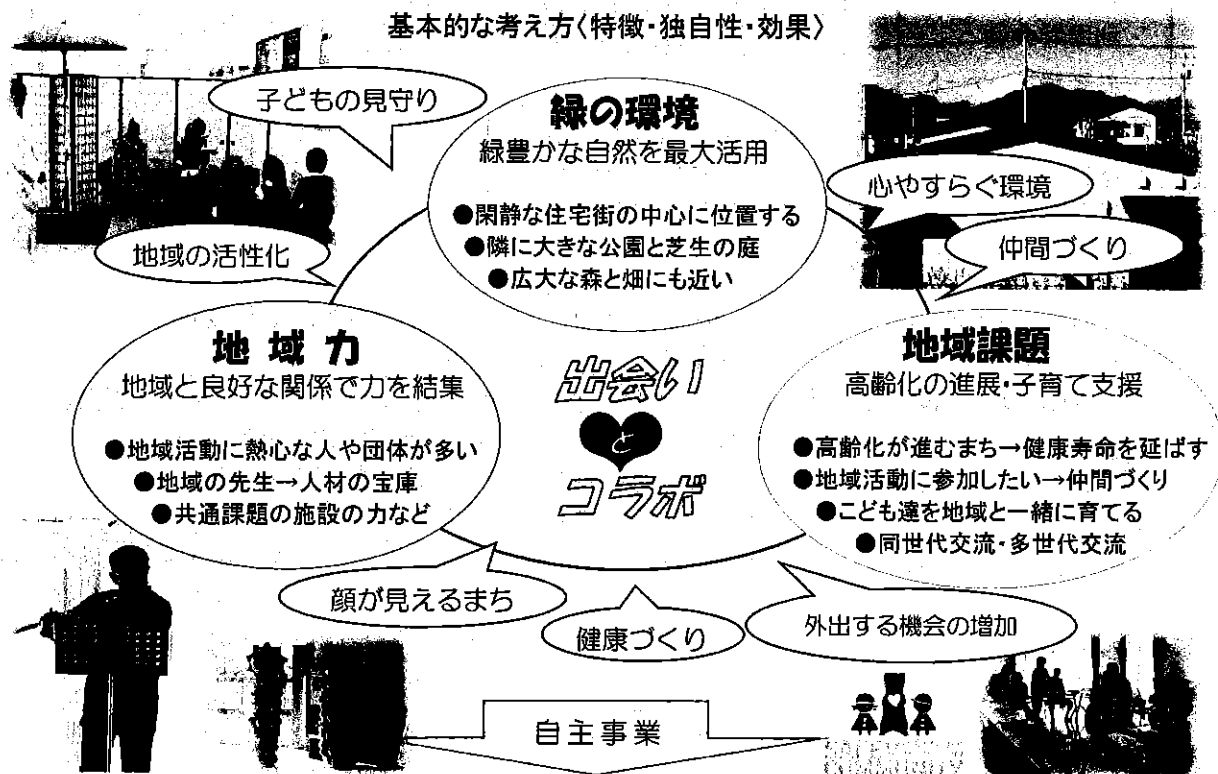 基本的な考え方〈特徴・独自性・効果〉
子どもの見守り
緑の環境
緑豊かな自然を最大活用
●閑静な住宅街の中心に位置する
●隣に大きな公園と芝生の庭
●広大な森と畑にも近い
心やすらぐ環境
仲間づくり
地域の活性化
地域力
地域と良好な関係で力を結集
●地域活動に熱心な人や団体が多い
●地域の先生→人材の宝庫
●共通課題の施設の力など
出会い
と
コラボ
地域課題
高齢化の進展・子育て支援
●高齢化が進むまち→健康寿命を延ばす
●地域活動に参加したい→仲間づくり
●こども達を地域と一緒に育てる
●同世代交流・多世代交流
顔が見えるまち
健康づくり
外出する機会の増加
自主事業